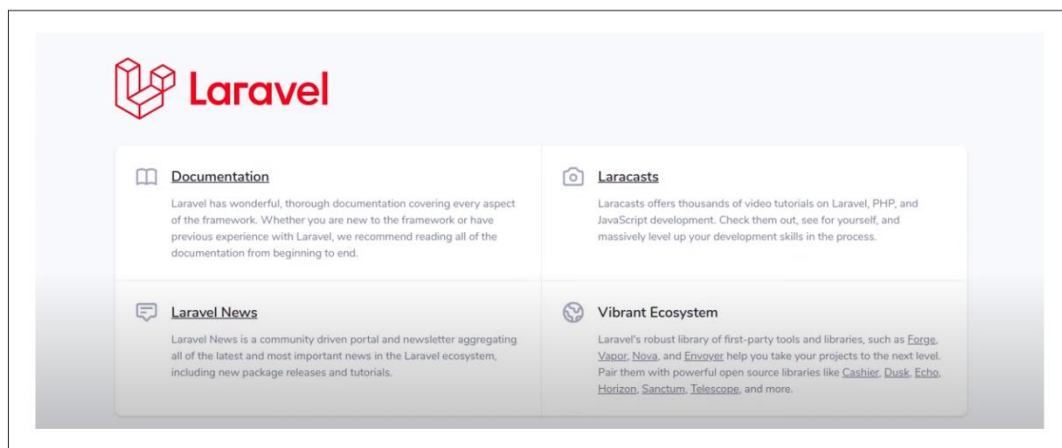 Laravel
Documentation
Laravel has wonderful, thorough documentation covering every aspect
of the framework. Whether you are new to the framework or have
previous experience with Laravel, we recommend reading all of the
documentation from beginning to end.
Laracasts
Laracasts offers thousands of video tutorials on Laravel, PHP, and
JavaScript development. Check them out, see for yourself, and
massively level up your development skills in the process.
Laravel News
Laravel News is a community driven portal and newsletter aggregating
all of the latest and most important news in the Laravel ecosystem,
including new package releases and tutorials.
Vibrant Ecosystem
Laravel's robust library of first-party tools and libraries, such as Forge,
Vapor, Nova, and Envoyer help you take your projects to the next level.
Pair them with powerful open source libraries like Cashier, Dusk, Echo,
Horizon, Sanctum, Telescope, and more.